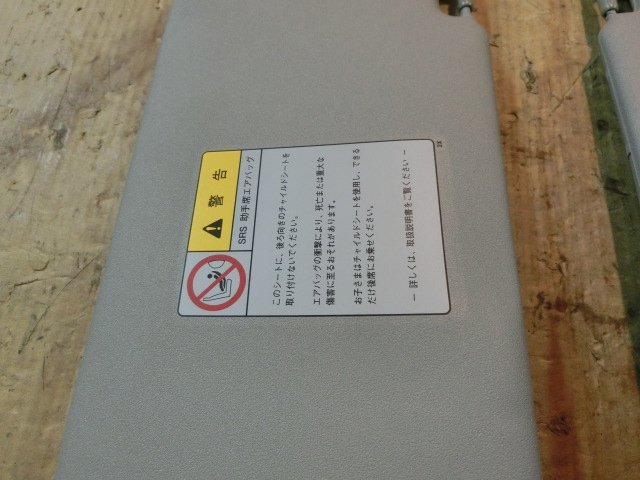 警告
SRS 助手席エアバッグ
このシートに、後ろ向きのチャイルドシートを
取り付けないでください。
エアバッグの衝撃により、死亡または重大な
傷害に至るおそれがあります。
お子さまはチャイルドシートを使用し、できる
だけ後席にお乗せください。
― 詳しくは、取扱説明書をご覧ください ―